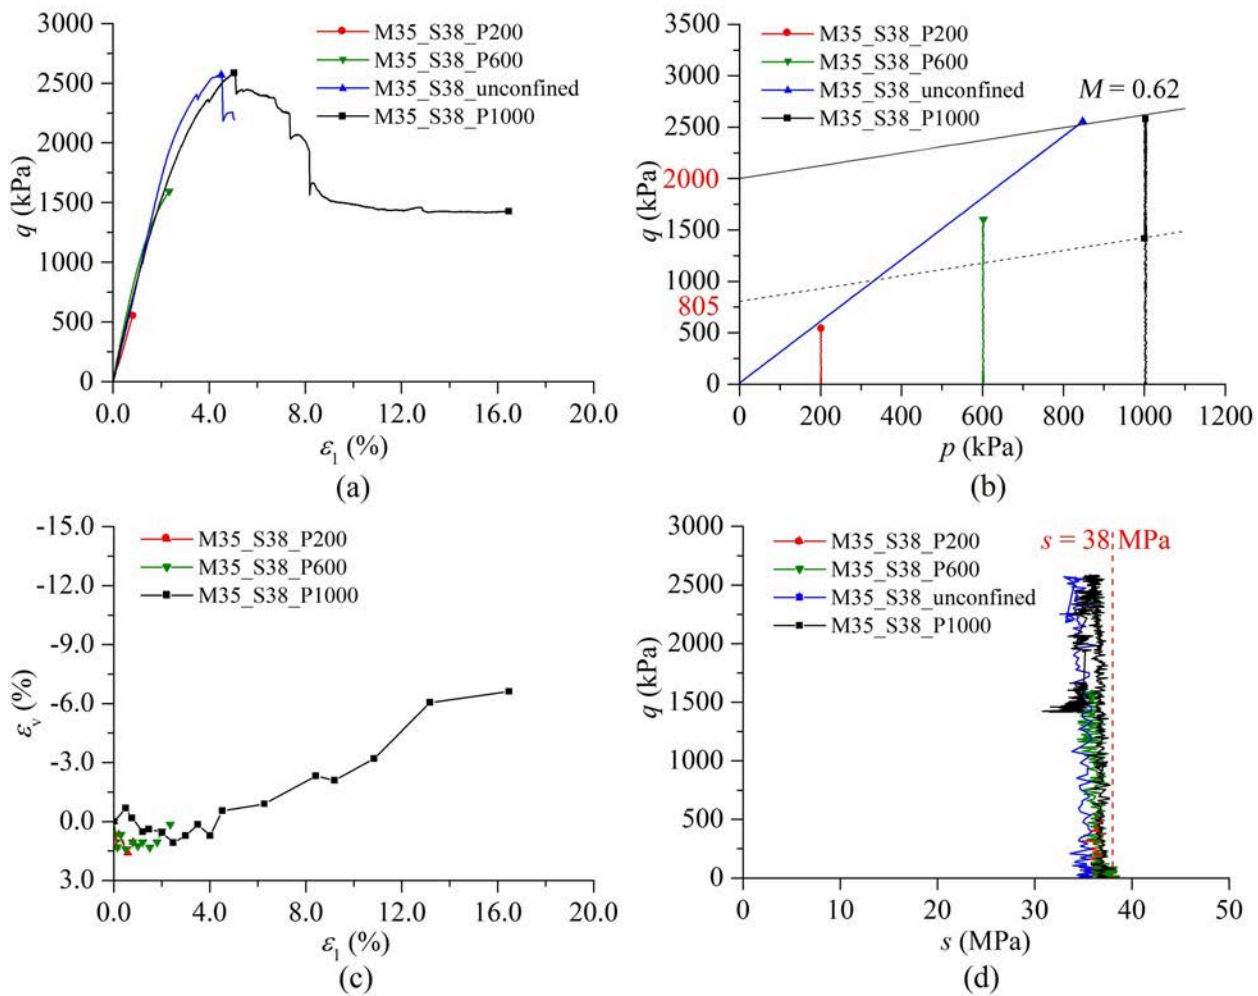 3000
2500
2000
1500
1000
500
0
q (kPa)
M35_S38_P200
M35_S38_P600
M35_S38_unconfined
M35_S38_P1000
0.0 4.0 8.0 12.0 16.0 20.0
ε1 (%)
(a)
3500
3000
2500
2000
2000
1500
1000
805
500
0
q (kPa)
M35_S38_P200
M35_S38_P600
M35_S38_unconfined
M35_S38_P1000
M = 0.62
0 200 400 600 800 1000 1200
p (kPa)
(b)
-15.0
-12.0
-9.0
-6.0
-3.0
0.0
3.0
εv (%)
M35_S38_P200
M35_S38_P600
M35_S38_P1000
0.0 4.0 8.0 12.0 16.0 20.0
ε1 (%)
(c)
3000
2500
2000
1500
1000
500
0
q (kPa)
M35_S38_P200
M35_S38_P600
M35_S38_unconfined
M35_S38_P1000
s = 38 MPa
0 10 20 30 40 50
s (MPa)
(d)